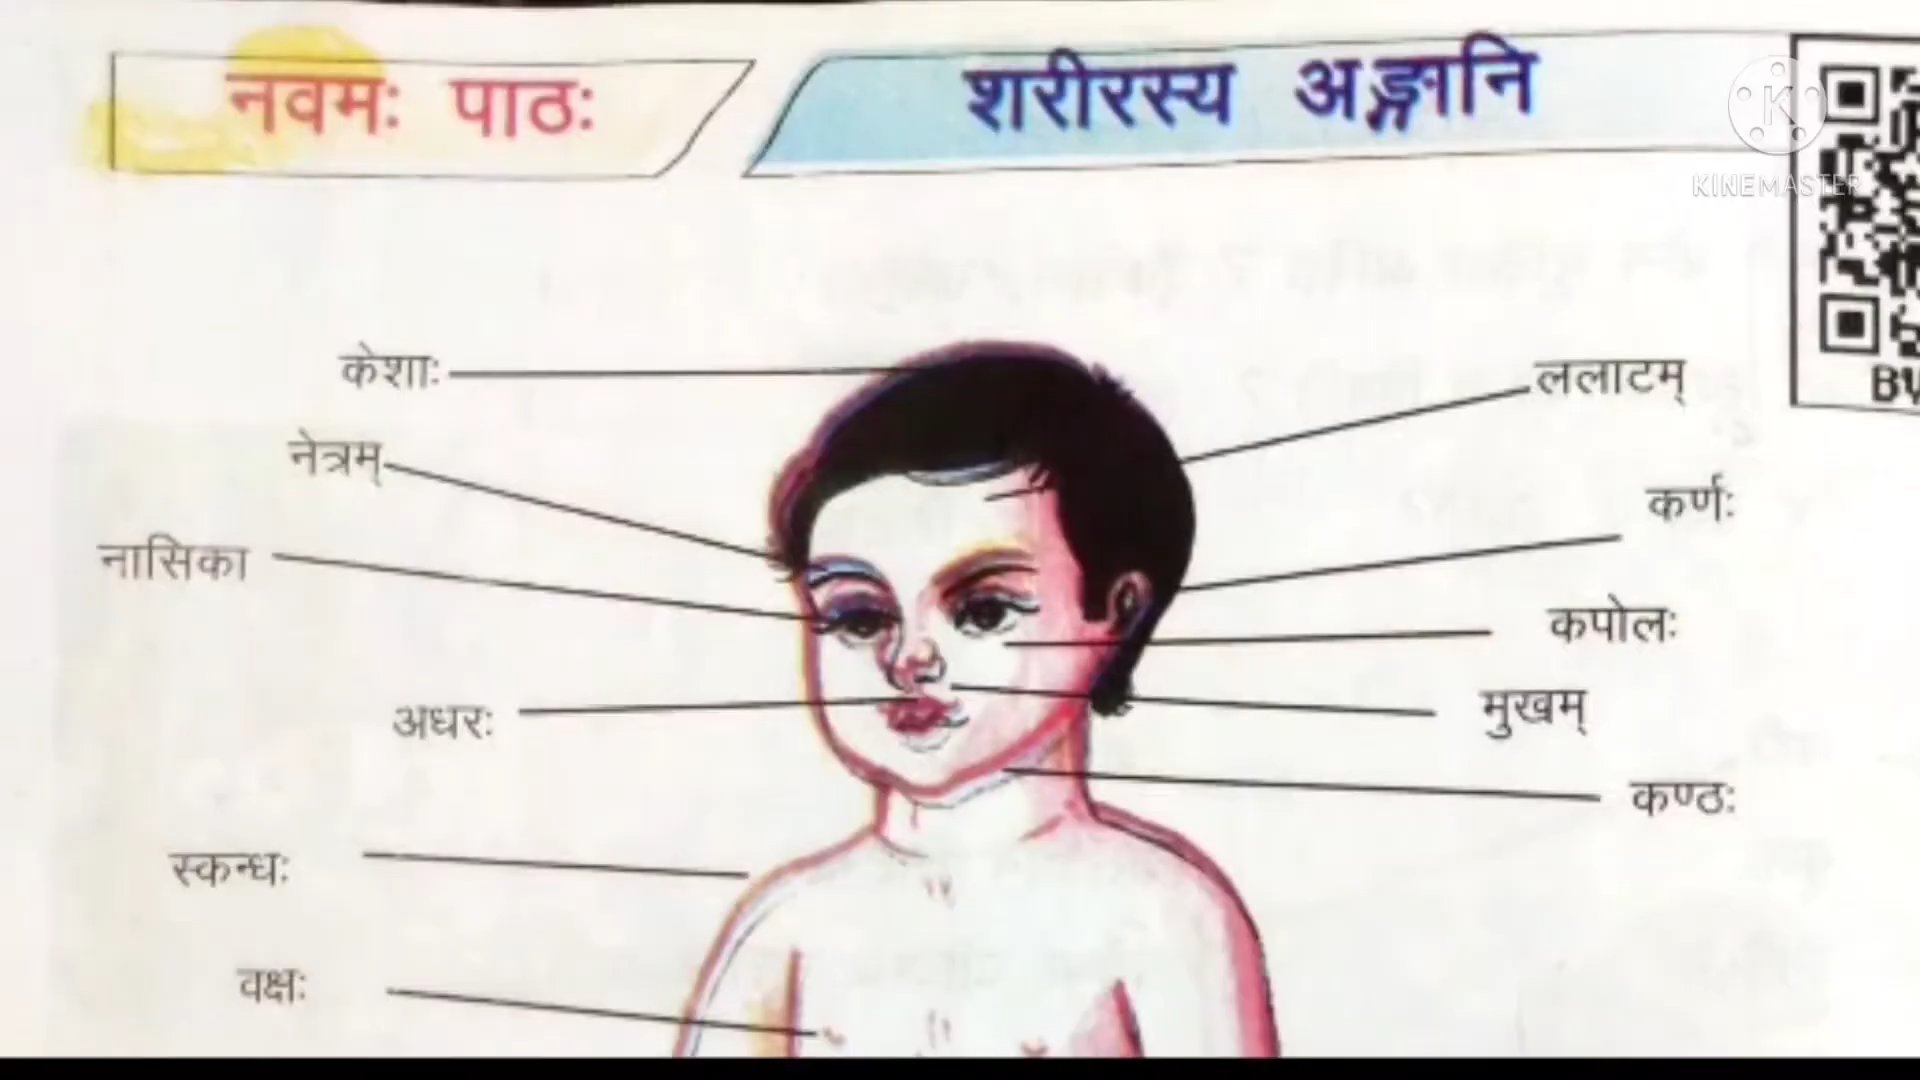 नवमः पाठः
शरीरस्य अङ्गानि
KINEMASTER
केशाः
ललाटम्
नेत्रम्
कर्णः
नासिका
कपोलः
अधरः
मुखम्
कण्ठः
स्कन्धः
वक्षः